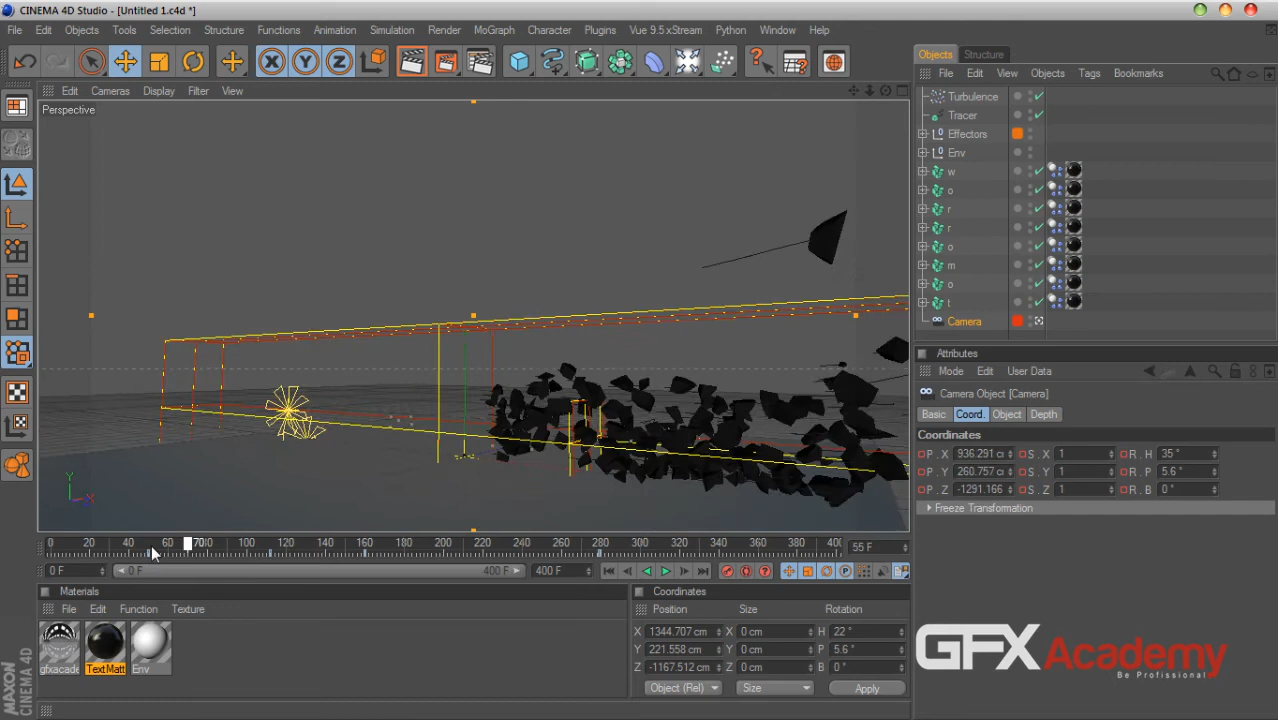 CINEMA 4D Studio - [Untitled 1.c4d *]
File Edit Objects Tools Selection Structure Functions Animation Simulation Render MoGraph Character Plugins Vue 9.5 xStream Python Window Help
X Y Z
Objects Structure
File Edit View Objects Tags Bookmarks
Edit Cameras Display Filter View
Perspective
Turbulence
Tracer
Effectors
Env
w
o
r
r
o
m
o
t
Camera
Attributes
Mode Edit User Data
Camera Object [Camera]
Basic Coord. Object Depth
Coordinates
P . X 936.291 cm S . X 1 R . H 35 °
P . Y 260.757 cm S . Y 1 R . P 5.6 °
P . Z -1291.166 S . Z 1 R . B 0 °
Freeze Transformation
Y
X
0 20 40 60 70 100 120 140 160 180 200 220 240 260 280 300 320 340 360 380 400
55 F
0 F 0 F 400 F 400 F
Materials
File Edit Function Texture
gfxacade TextMatt Env
Coordinates
Position Size Rotation
X 1344.707 cm X 0 cm H 22 °
Y 221.558 cm Y 0 cm P 5.6 °
Z -1167.512 cm Z 0 cm B 0 °
Object (Rel) Size Apply
MAXON CINEMA 4D
GFXAcademy
Be Profissional